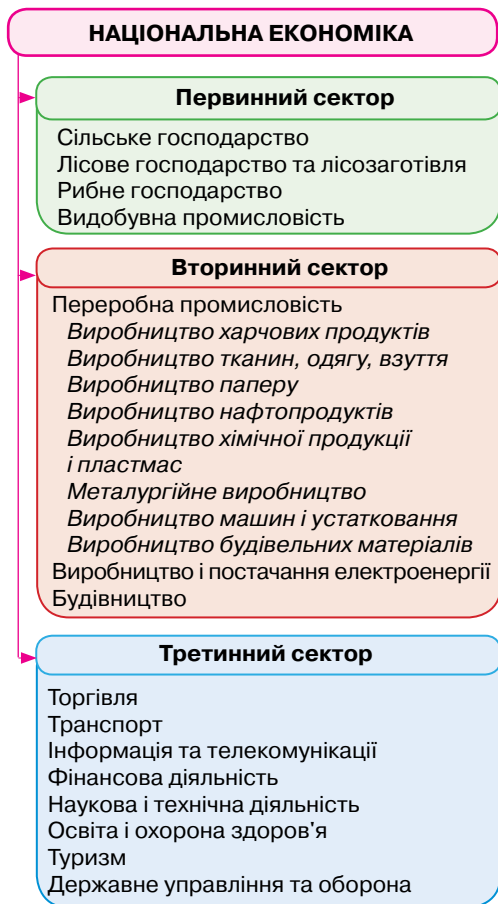 НАЦІОНАЛЬНА ЕКОНОМІКА
Первинний сектор
Сільське господарство
Лісове господарство та лісозаготівля
Рибне господарство
Видобувна промисловість
Вторинний сектор
Переробна промисловість
Виробництво харчових продуктів
Виробництво тканин, одягу, взуття
Виробництво паперу
Виробництво нафтопродуктів
Виробництво хімічної продукції
і пластмас
Металургійне виробництво
Виробництво машин і устатковання
Виробництво будівельних матеріалів
Виробництво і постачання електроенергії
Будівництво
Третинний сектор
Торгівля
Транспорт
Інформація та телекомунікації
Фінансова діяльність
Наукова і технічна діяльність
Освіта і охорона здоров'я
Туризм
Державне управління та оборона